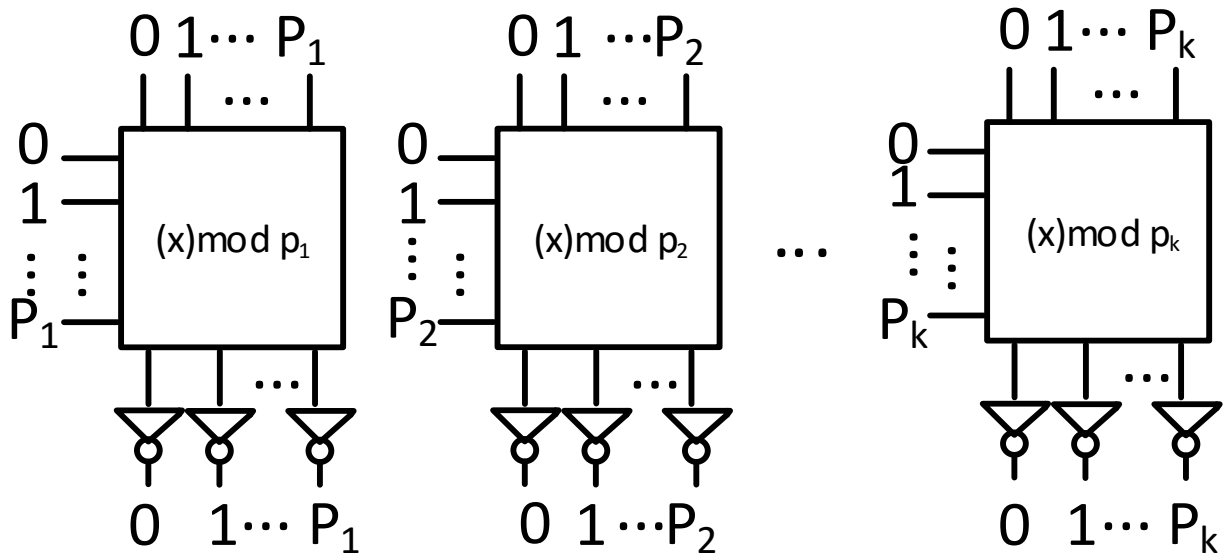 0 1 ··· P₁
0
1
P₁
(x)mod p₁
0 1 ··· P₁
0 1 ··· P₂
0
1
P₂
(x)mod p₂
0 1 ··· P₂
0 1 ··· Pₖ
0
1
Pₖ
(x)mod pₖ
0 1 ··· Pₖ